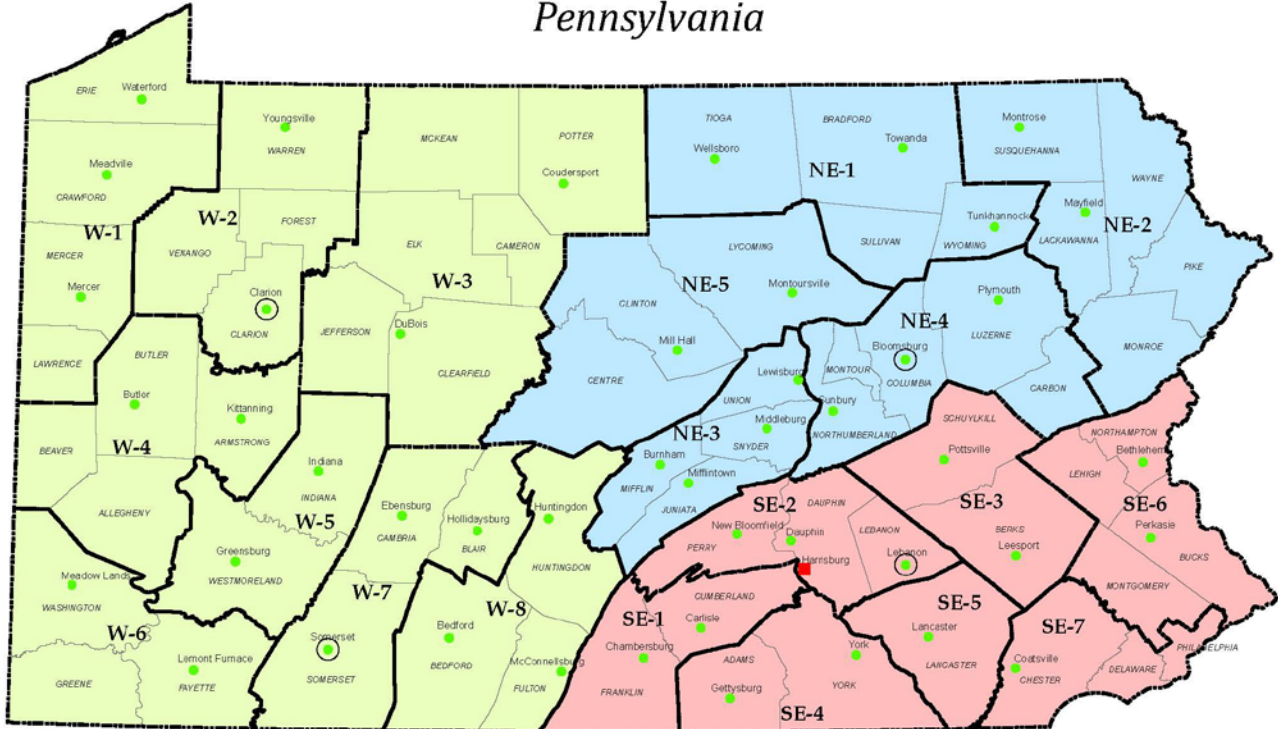 Pennsylvania
ERIE
Waterford
Youngsville
WARREN
MCKEAN
POTTER
Coudersport
TIOGA
Wellsboro
BRADFORD
Towanda
NE-1
Montrose
SUSQUEHANNA
WAYNE
Meadville
CRAWFORD
W-1
W-2
FOREST
VENANGO
ELK
CAMERON
W-3
LYCOMING
NE-5
SULLIVAN
Tunkhannock
WYOMING
Mayfield
LACKAWANNA
NE-2
PIKE
MERCER
Mercer
Clarion
CLARION
JEFFERSON
DuBois
CLEARFIELD
CLINTON
Montoursville
Mill Hall
CENTRE
NE-4
Plymouth
LUZERNE
Bloomsburg
COLUMBIA
MONTOUR
MONROE
CARBON
LAWRENCE
BUTLER
Butler
Kittanning
ARMSTRONG
W-4
BEAVER
ALLEGHENY
Lewisburg
UNION
Middleburg
SNYDER
NE-3
Sunbury
NORTHUMBERLAND
SCHUYLKILL
Pottsville
NORTHAMPTON
Bethlehem
LEHIGH
Indiana
INDIANA
W-5
Burnham
MIFFLIN
Mifflintown
JUNIATA
SE-2
DAUPHIN
SE-3
SE-6
Ebensburg
CAMBRIA
Hollidaysburg
BLAIR
Huntingdon
HUNTINGDON
New Bloomfield
PERRY
Dauphin
Harrisburg
LEBANON
Lebanon
BERKS
Leesport
Perkasie
BUCKS
MONTGOMERY
Greensburg
WESTMORELAND
Meadow Lands
WASHINGTON
W-6
W-7
W-8
CUMBERLAND
SE-1
Carlisle
SE-5
Lancaster
LANCASTER
SE-7
PHILADELPHIA
DELAWARE
Coatsville
CHESTER
Somerset
SOMERSET
Bedford
BEDFORD
McConnellsburg
FULTON
Chambersburg
FRANKLIN
ADAMS
Gettysburg
York
YORK
SE-4
Lemont Furnace
FAYETTE
GREENE